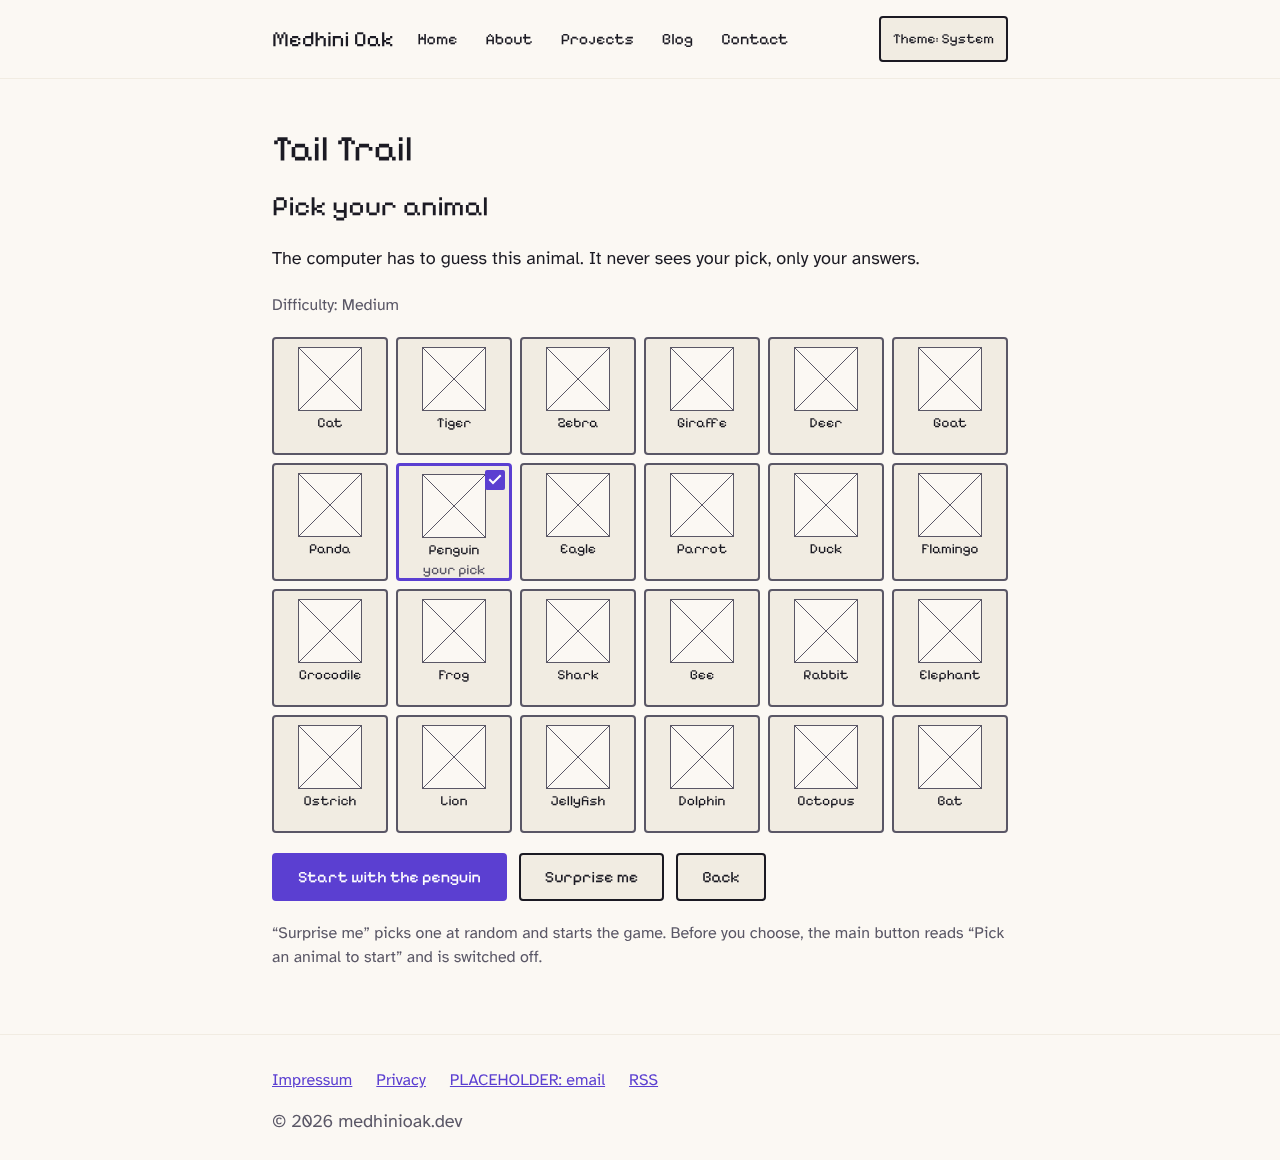 Medhini Oak Home About Projects Blog Contact Theme: System
Tail Trail
Pick your animal
The computer has to guess this animal. It never sees your pick, only your answers.
Difficulty: Medium
Cat Tiger Zebra Giraffe Deer Goat
Panda Penguin Eagle Parrot Duck Flamingo
your pick
Crocodile Frog Shark Bee Rabbit Elephant
Ostrich Lion Jellyfish Dolphin Octopus Bat
Start with the penguin Surprise me Back
“Surprise me” picks one at random and starts the game. Before you choose, the main button reads “Pick
an animal to start” and is switched off.
Impressum Privacy PLACEHOLDER: email RSS
© 2026 medhinioak.dev